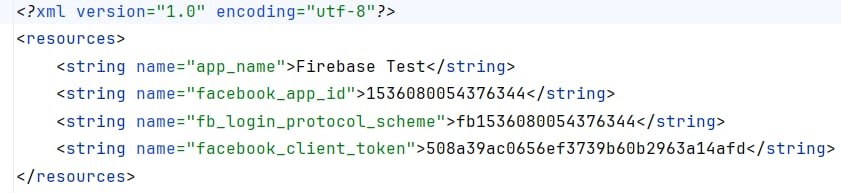 <?xml version="1.0" encoding="utf-8"?>
<resources>
    <string name="app_name">Firebase Test</string>
    <string name="facebook_app_id">1536080054376344</string>
    <string name="fb_login_protocol_scheme">fb1536080054376344</string>
    <string name="facebook_client_token">508a39ac0656ef3739b60b2963a14afd</string>
</resources>